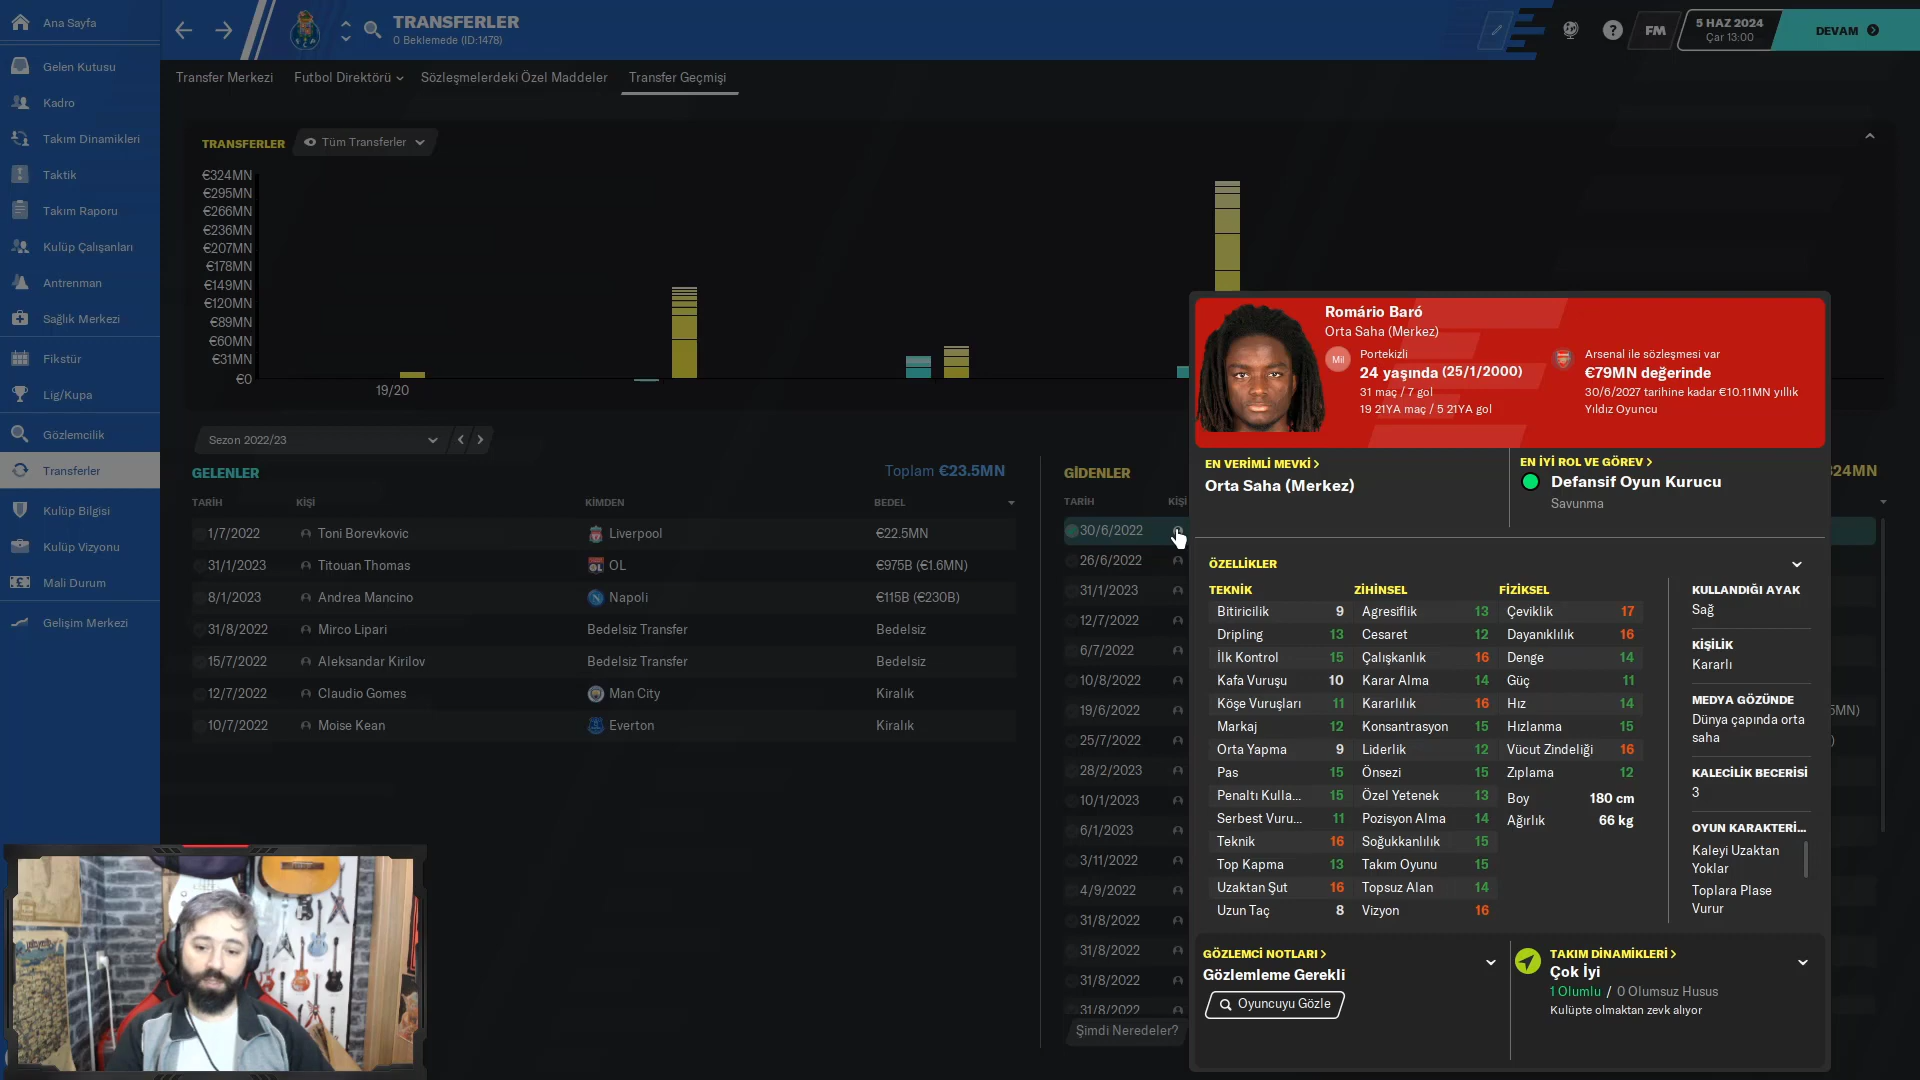 Ana Sayfa
Gelen Kutusu
Kadro
Takım Dinamikleri
Taktik
Takım Raporu
Kulüp Çalışanları
Antrenman
Sağlık Merkezi
Fikstür
Lig/Kupa
Gözlemcilik
Transferler
Kulüp Bilgisi
Kulüp Vizyonu
Mali Durum
Gelişim Merkezi
TRANSFERLER
0 Beklemede (ID:1478)
FM
5 HAZ 2024
Çar 13:00
DEVAM
Transfer Merkezi Futbol Direktörü Sözleşmelerdeki Özel Maddeler Transfer Geçmişi
TRANSFERLER Tüm Transferler
€324MN
€295MN
€266MN
€236MN
€207MN
€178MN
€149MN
€120MN
€89MN
€60MN
€31MN
€0
19/20
Sezon 2022/23
GELENLER Toplam €23.5MN
TARİH KİŞİ KİMDEN BEDEL
1/7/2022 Toni Borevkovic Liverpool €22.5MN
31/1/2023 Titouan Thomas OL €975B (€1.6MN)
8/1/2023 Andrea Mancino Napoli €115B (€230B)
31/8/2022 Mirco Lipari Bedelsiz Transfer Bedelsiz
15/7/2022 Aleksandar Kirilov Bedelsiz Transfer Bedelsiz
12/7/2022 Claudio Gomes Man City Kiralık
10/7/2022 Moise Kean Everton Kiralık
GİDENLER 324MN
TARİH KİŞİ
30/6/2022
26/6/2022
31/1/2023
12/7/2022
6/7/2022
10/8/2022
19/6/2022 5MN)
25/7/2022 )
28/2/2023
10/1/2023
6/1/2023
3/11/2022
4/9/2022
31/8/2022
31/8/2022
31/8/2022
31/8/2022
Şimdi Neredeler?
Romário Baró
Orta Saha (Merkez)
Mil
Portekizli
24 yaşında (25/1/2000)
31 maç / 7 gol
19 21YA maç / 5 21YA gol
Arsenal ile sözleşmesi var
€79MN değerinde
30/6/2027 tarihine kadar €10.11MN yıllık
Yıldız Oyuncu
EN VERİMLİ MEVKİ >
Orta Saha (Merkez)
EN İYİ ROL VE GÖREV >
Defansif Oyun Kurucu
Savunma
ÖZELLİKLER
TEKNİK ZİHİNSEL FİZİKSEL
Bitiricilik 9 Agresiflik 13 Çeviklik 17
Dripling 13 Cesaret 12 Dayanıklılık 16
İlk Kontrol 15 Çalışkanlık 16 Denge 14
Kafa Vuruşu 10 Karar Alma 14 Güç 11
Köşe Vuruşları 11 Kararlılık 16 Hız 14
Markaj 12 Konsantrasyon 15 Hızlanma 15
Orta Yapma 9 Liderlik 12 Vücut Zindeliği 16
Pas 15 Önsezi 15 Zıplama 12
Penaltı Kulla... 15 Özel Yetenek 13 Boy 180 cm
Serbest Vuru... 11 Pozisyon Alma 14 Ağırlık 66 kg
Teknik 16 Soğukkanlılık 15
Top Kapma 13 Takım Oyunu 15
Uzaktan Şut 16 Topsuz Alan 14
Uzun Taç 8 Vizyon 16
KULLANDIĞI AYAK
Sağ
KİŞİLİK
Kararlı
MEDYA GÖZÜNDE
Dünya çapında orta
saha
KALECİLİK BECERİSİ
3
OYUN KARAKTERİ...
Kaleyi Uzaktan
Yoklar
Toplara Plase
Vurur
GÖZLEMCİ NOTLARI >
Gözlemleme Gerekli
Oyuncuyu Gözle
TAKIM DİNAMİKLERİ >
Çok İyi
1 Olumlu / 0 Olumsuz Husus
Kulüpte olmaktan zevk alıyor